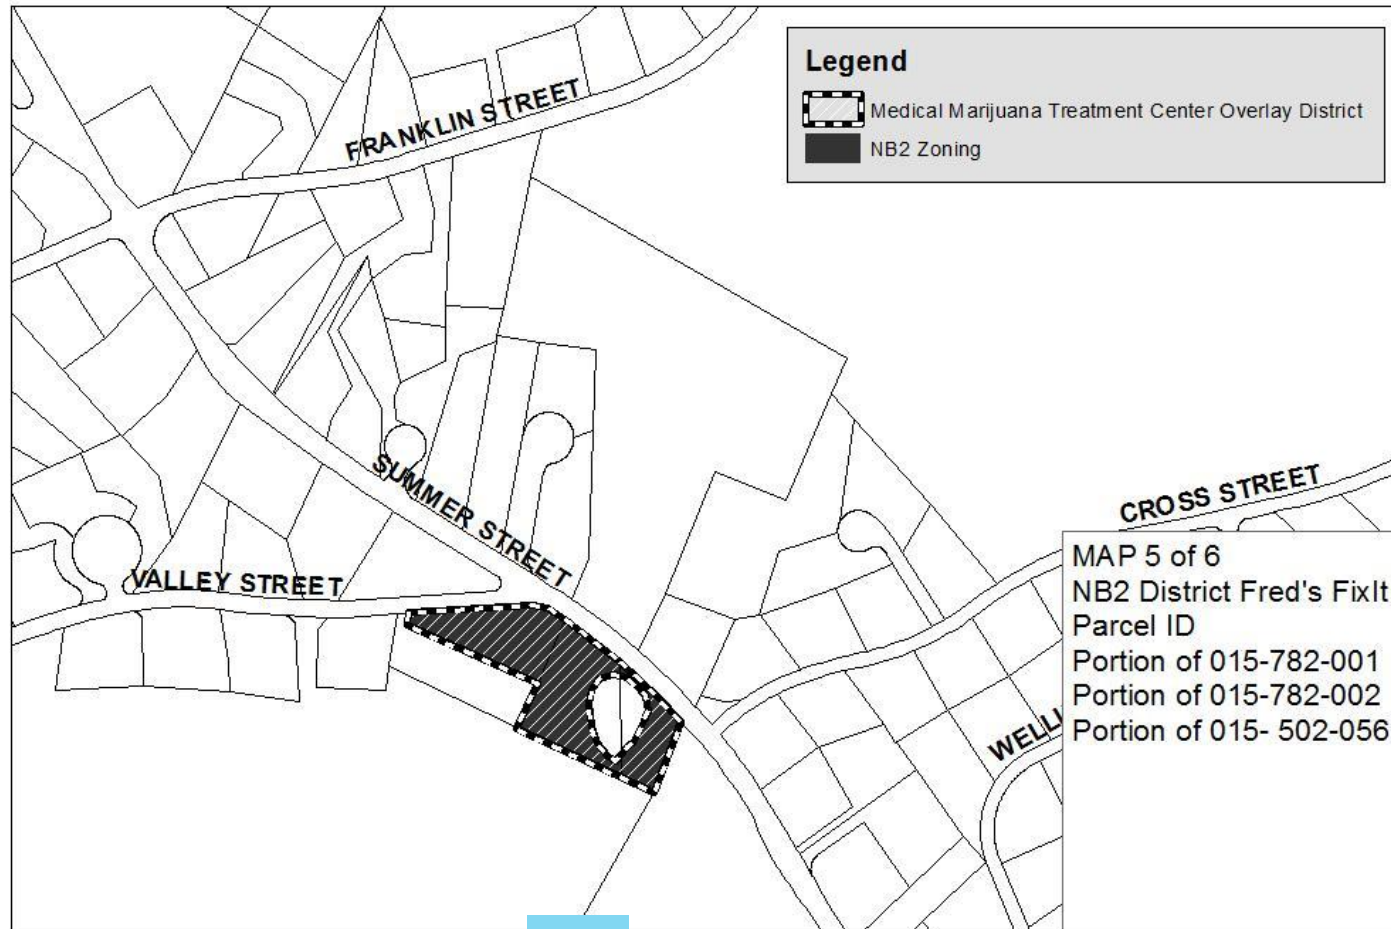 Legend
Medical Marijuana Treatment Center Overlay District
NB2 Zoning
FRANKLIN STREET
SUMMER STREET
CROSS STREET
VALLEY STREET
MAP 5 of 6
NB2 District Fred's FixIt
Parcel ID
Portion of 015-782-001
Portion of 015-782-002
Portion of 015- 502-056